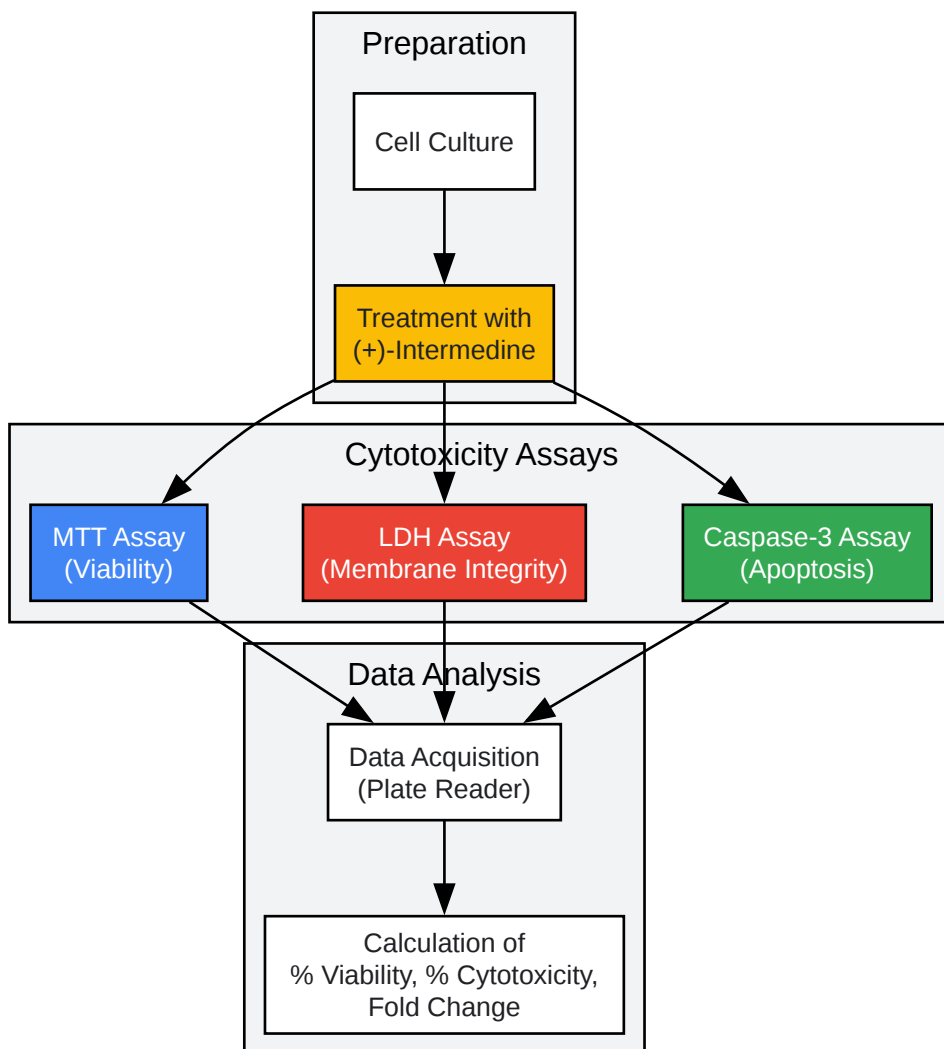 Preparation
Cell Culture
Treatment with
(+)-Intermedine
Cytotoxicity Assays
MTT Assay
(Viability)
LDH Assay
(Membrane Integrity)
Caspase-3 Assay
(Apoptosis)
Data Analysis
Data Acquisition
(Plate Reader)
Calculation of
% Viability, % Cytotoxicity,
Fold Change